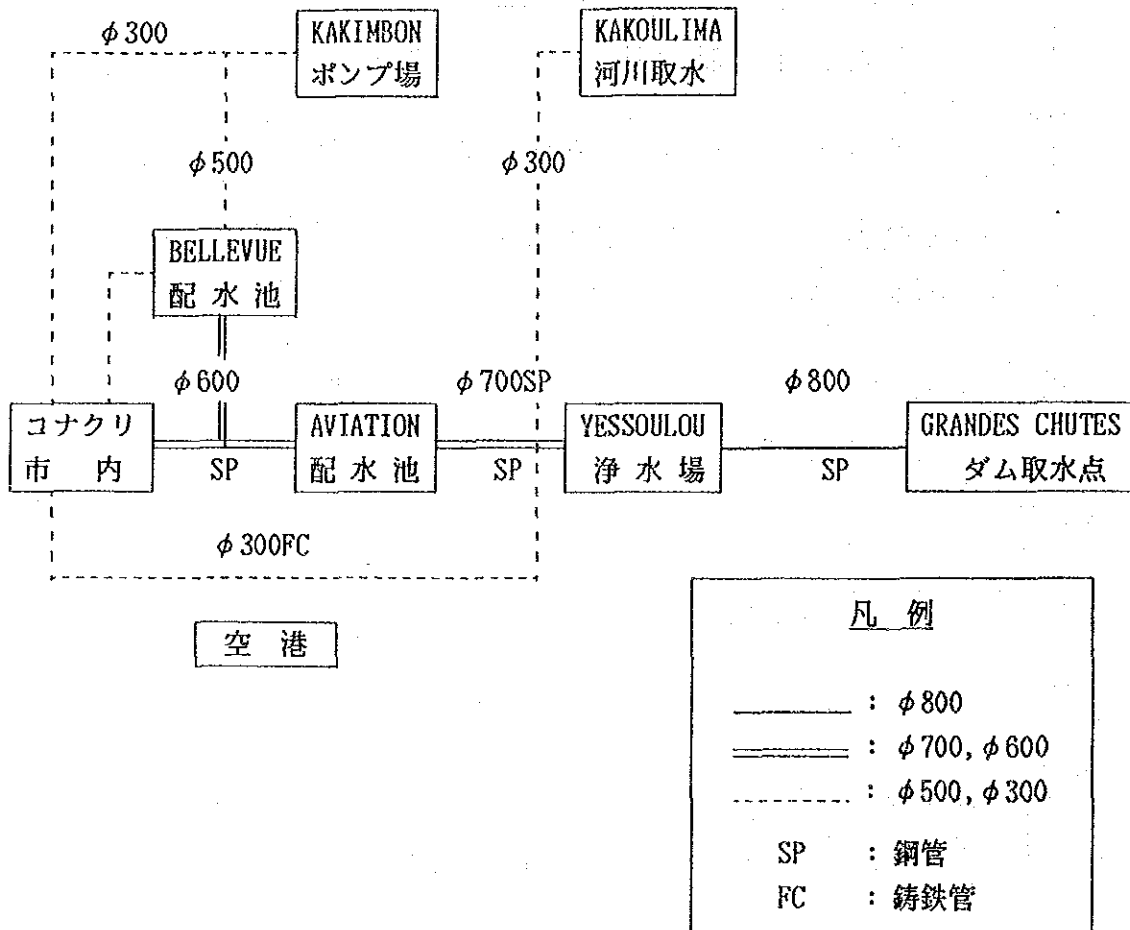 φ300
KAKIMBON
ポンプ場
KAKOULIMA
河川取水
φ500
φ300
BELLEVUE
配水池
φ600
φ700SP
φ800
コナクリ
市内
SP
AVIATION
配水池
SP
YESSOULOU
浄水場
SP
GRANDES CHUTES
ダム取水点
φ300FC
空港
凡例
: φ800
: φ700, φ600
: φ500, φ300
SP : 鋼管
FC : 鋳鉄管